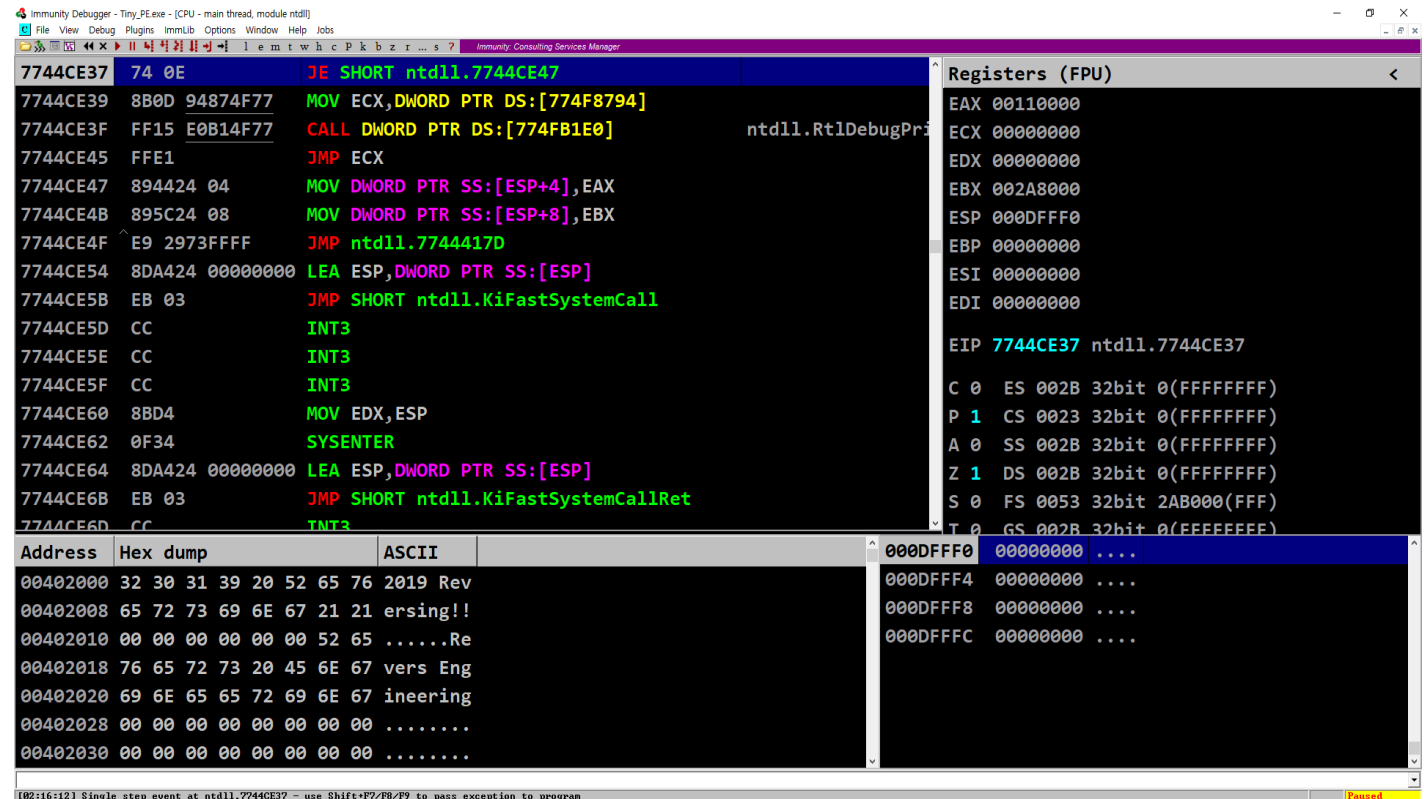 Immunity Debugger - Tiny_PE.exe - [CPU - main thread, module ntdll]
C File View Debug Plugins ImmLib Options Window Help Jobs
l e m t w h c P k b z r ... s ? Immunity: Consulting Services Manager
7744CE37 74 0E JE SHORT ntdll.7744CE47
7744CE39 8B0D 94874F77 MOV ECX,DWORD PTR DS:[774F8794]
7744CE3F FF15 E0B14F77 CALL DWORD PTR DS:[774FB1E0] ntdll.RtlDebugPri
7744CE45 FFE1 JMP ECX
7744CE47 894424 04 MOV DWORD PTR SS:[ESP+4],EAX
7744CE4B 895C24 08 MOV DWORD PTR SS:[ESP+8],EBX
7744CE4F ^ E9 2973FFFF JMP ntdll.7744417D
7744CE54 8DA424 00000000 LEA ESP,DWORD PTR SS:[ESP]
7744CE5B EB 03 JMP SHORT ntdll.KiFastSystemCall
7744CE5D CC INT3
7744CE5E CC INT3
7744CE5F CC INT3
7744CE60 8BD4 MOV EDX,ESP
7744CE62 0F34 SYSENTER
7744CE64 8DA424 00000000 LEA ESP,DWORD PTR SS:[ESP]
7744CE6B EB 03 JMP SHORT ntdll.KiFastSystemCallRet
7744CE6D CC INT3
Registers (FPU) <
EAX 00110000
ECX 00000000
EDX 00000000
EBX 002A8000
ESP 000DFFF0
EBP 00000000
ESI 00000000
EDI 00000000
EIP 7744CE37 ntdll.7744CE37
C 0 ES 002B 32bit 0(FFFFFFFF)
P 1 CS 0023 32bit 0(FFFFFFFF)
A 0 SS 002B 32bit 0(FFFFFFFF)
Z 1 DS 002B 32bit 0(FFFFFFFF)
S 0 FS 0053 32bit 2AB000(FFF)
T 0 GS 002B 32bit 0(FFFFFFFF)
Address Hex dump ASCII
00402000 32 30 31 39 20 52 65 76 2019 Rev
00402008 65 72 73 69 6E 67 21 21 ersing!!
00402010 00 00 00 00 00 00 52 65 ......Re
00402018 76 65 72 73 20 45 6E 67 vers Eng
00402020 69 6E 65 65 72 69 6E 67 ineering
00402028 00 00 00 00 00 00 00 00 ........
00402030 00 00 00 00 00 00 00 00 ........
000DFFF0 00000000 ....
000DFFF4 00000000 ....
000DFFF8 00000000 ....
000DFFFC 00000000 ....
[02:16:12] Single step event at ntdll.7744CE37 - use Shift+F7/F8/F9 to pass exception to program
Paused